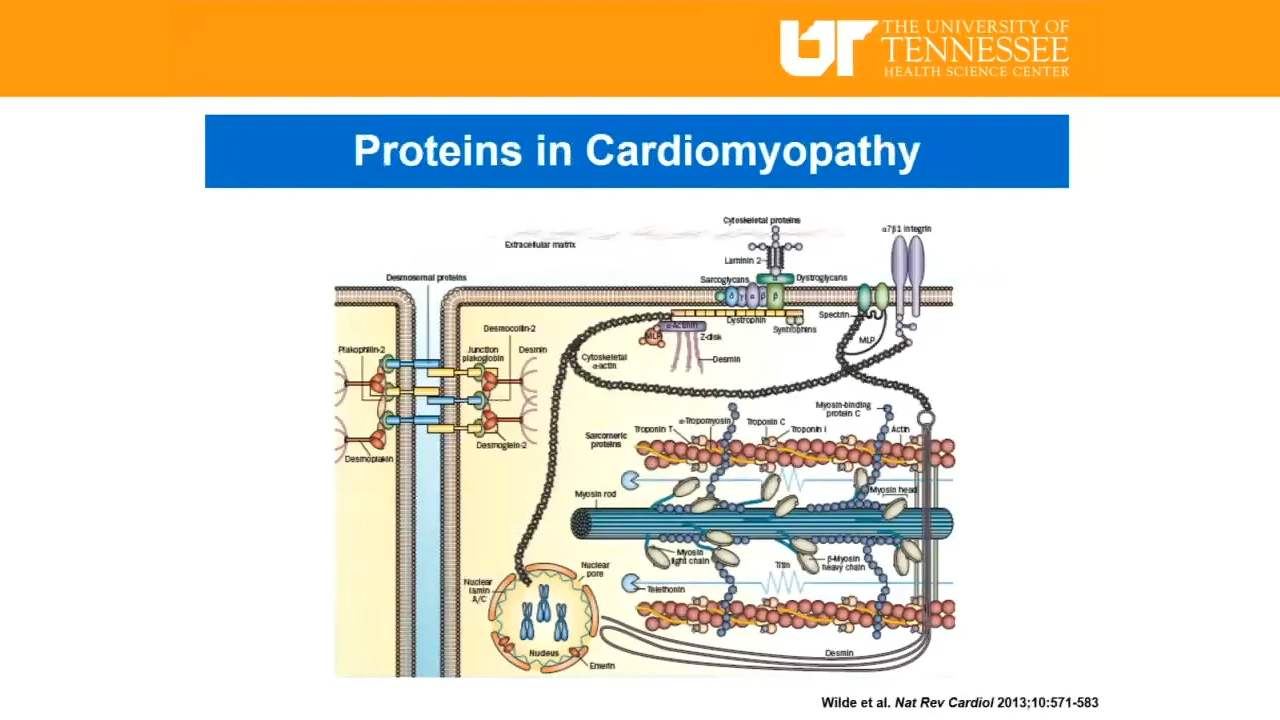 THE UNIVERSITY OF
UT TENNESSEE
HEALTH SCIENCE CENTER
Proteins in Cardiomyopathy
Cytoskeletal proteins
α7β1 integrin
Extracellular matrix
Laminin 2
Desmosomal proteins
Sarcoglycans
α
Dystroglycans
δ γ α β β
Spectrin
Dystrophin
Syntrophins
α-Actinin
MLP
Z-disk
MLP
Desmocollin-2
Plakophilin-2
Junction
plakoglobin
Desmin
Cytoskeletal
α-actin
Desmin
Myosin-binding
protein C
α-Tropomyosin
Troponin C
Troponin T
Troponin I
Actin
Sarcomeric
proteins
Desmoglein-2
Desmoplakin
Myosin rod
Myosin head
Myosin
light chain
β-Myosin
heavy chain
Titin
Nuclear
pore
Nuclear
lamin
A/C
Telethonin
Nucleus
Emerin
Desmin
Wilde et al. Nat Rev Cardiol 2013;10:571-583